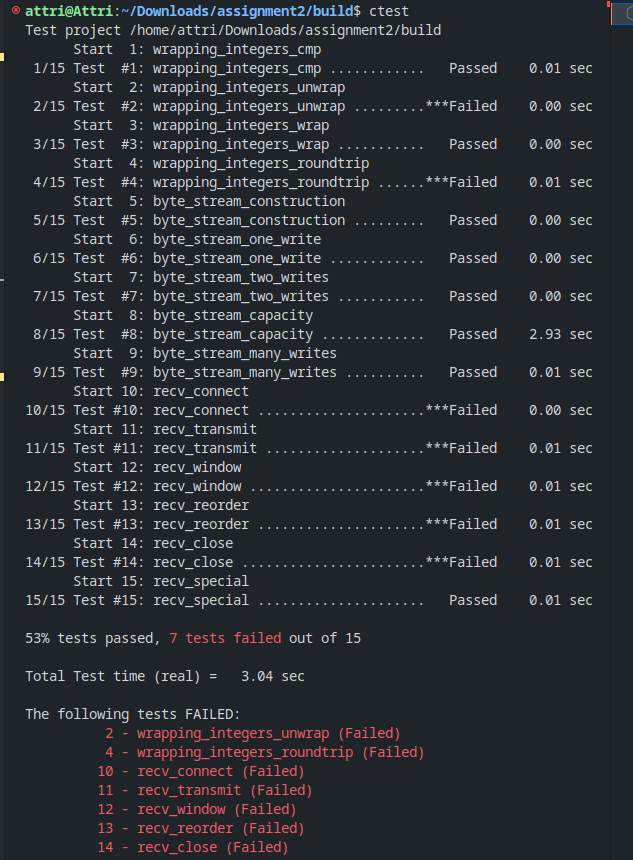 attri@Attri:~/Downloads/assignment2/build$ ctest
Test project /home/attri/Downloads/assignment2/build
      Start  1: wrapping_integers_cmp
 1/15 Test  #1: wrapping_integers_cmp ............   Passed    0.01 sec
      Start  2: wrapping_integers_unwrap
 2/15 Test  #2: wrapping_integers_unwrap .........***Failed    0.00 sec
      Start  3: wrapping_integers_wrap
 3/15 Test  #3: wrapping_integers_wrap ...........   Passed    0.00 sec
      Start  4: wrapping_integers_roundtrip
 4/15 Test  #4: wrapping_integers_roundtrip ......***Failed    0.01 sec
      Start  5: byte_stream_construction
 5/15 Test  #5: byte_stream_construction .........   Passed    0.00 sec
      Start  6: byte_stream_one_write
 6/15 Test  #6: byte_stream_one_write ............   Passed    0.00 sec
      Start  7: byte_stream_two_writes
 7/15 Test  #7: byte_stream_two_writes ...........   Passed    0.00 sec
      Start  8: byte_stream_capacity
 8/15 Test  #8: byte_stream_capacity .............   Passed    2.93 sec
      Start  9: byte_stream_many_writes
 9/15 Test  #9: byte_stream_many_writes ..........   Passed    0.01 sec
      Start 10: recv_connect
10/15 Test #10: recv_connect .....................***Failed    0.00 sec
      Start 11: recv_transmit
11/15 Test #11: recv_transmit ....................***Failed    0.01 sec
      Start 12: recv_window
12/15 Test #12: recv_window ......................***Failed    0.01 sec
      Start 13: recv_reorder
13/15 Test #13: recv_reorder .....................***Failed    0.01 sec
      Start 14: recv_close
14/15 Test #14: recv_close .......................***Failed    0.01 sec
      Start 15: recv_special
15/15 Test #15: recv_special .....................   Passed    0.01 sec
53% tests passed, 7 tests failed out of 15
Total Test time (real) =   3.04 sec
The following tests FAILED:
          2 - wrapping_integers_unwrap (Failed)
          4 - wrapping_integers_roundtrip (Failed)
         10 - recv_connect (Failed)
         11 - recv_transmit (Failed)
         12 - recv_window (Failed)
         13 - recv_reorder (Failed)
         14 - recv_close (Failed)